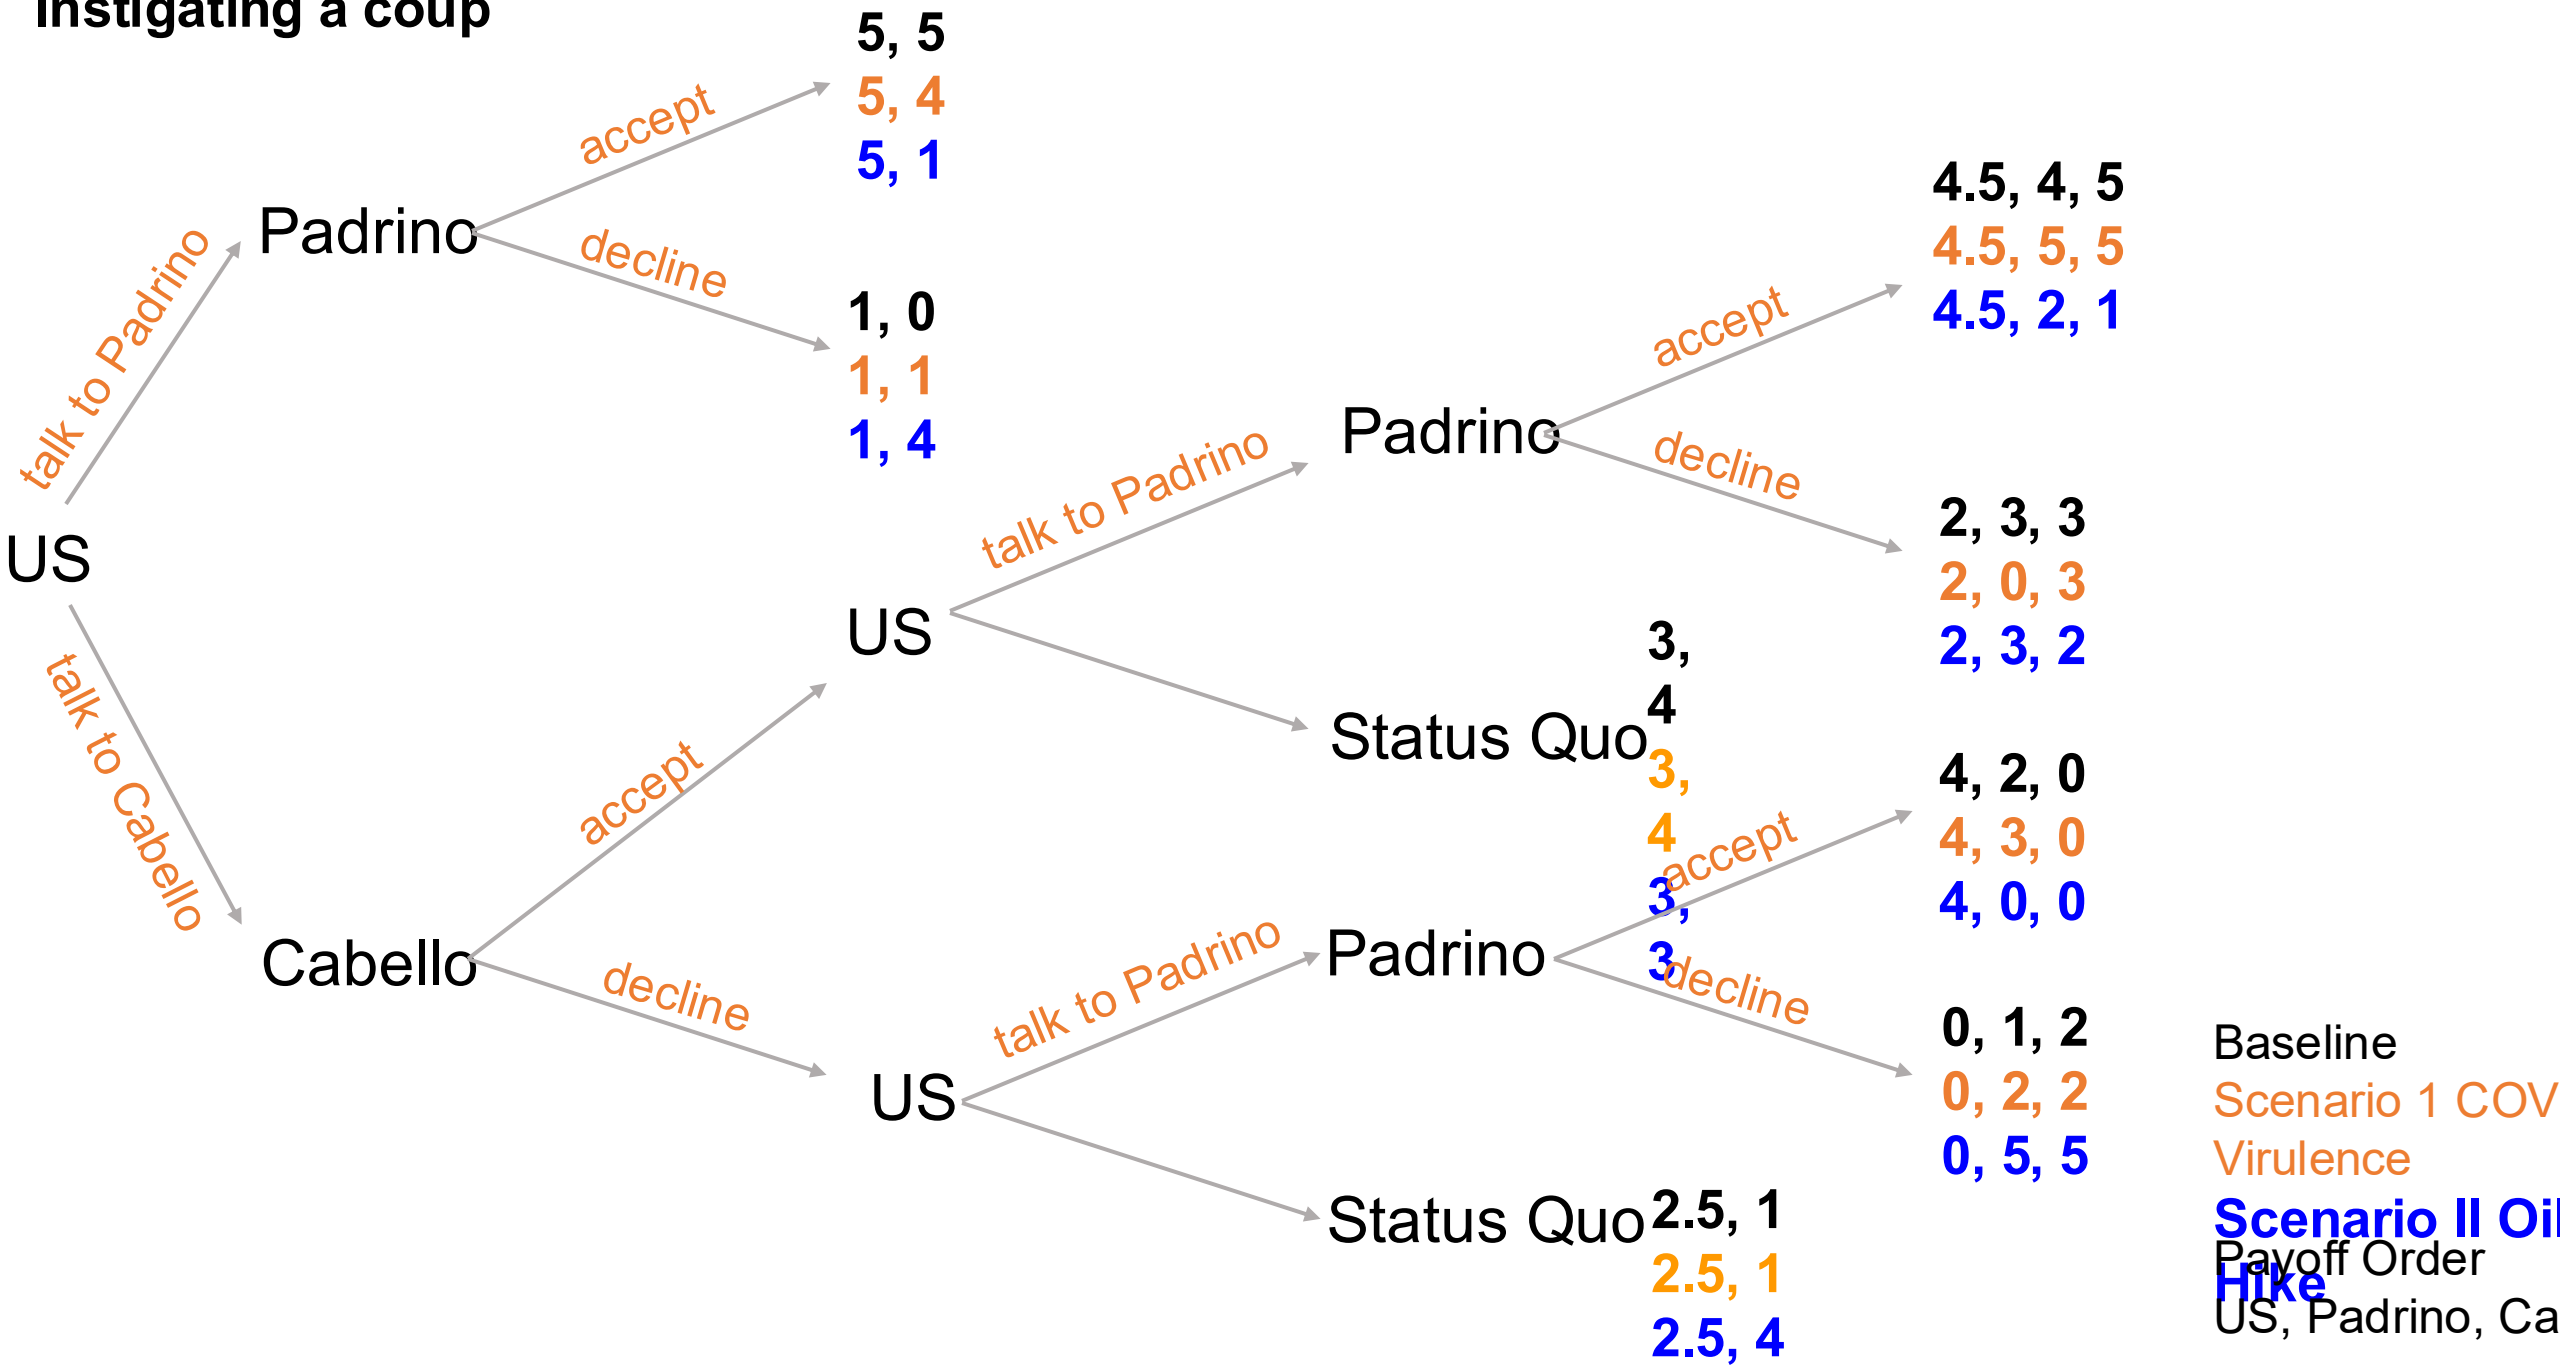 Instigating a coup
5, 5
5, 4
5, 1
accept
Padrino
decline
talk to Padrino
1, 0
1, 1
1, 4
US
4.5, 4, 5
4.5, 5, 5
4.5, 2, 1
accept
Padrino
decline
talk to Padrino
2, 3, 3
2, 0, 3
2, 3, 2
US
3,
4
3,
4
3,
3
Status Quo
talk to Cabello
accept
Cabello
decline
4, 2, 0
4, 3, 0
4, 0, 0
accept
Padrino
decline
talk to Padrino
0, 1, 2
0, 2, 2
0, 5, 5
US
Status Quo
2.5, 1
2.5, 1
2.5, 4
Baseline
Scenario 1 COV
Virulence
Scenario II Oil
Hike
Payoff Order
US, Padrino, Ca